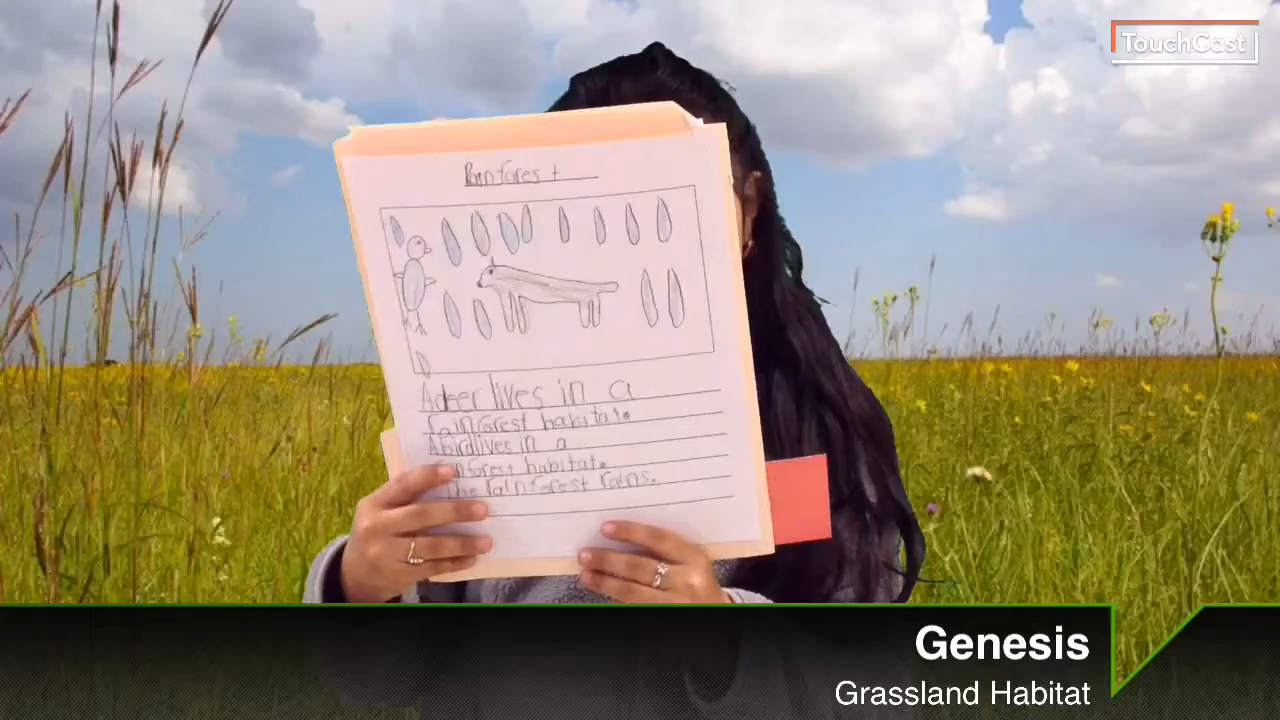 TouchCast
Rainforest
A deer lives in a
rainforest habitat.
A bird lives in a
rainforest habitat.
The rainforest rains.
Genesis
Grassland Habitat